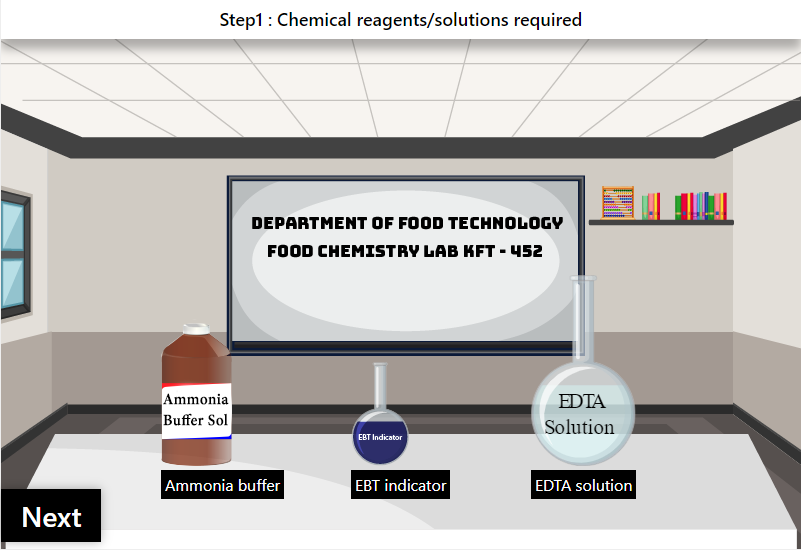 Step1 : Chemical reagents/solutions required
DEPARTMENT OF FOOD TECHNOLOGY
FOOD CHEMISTRY LAB KFT - 452
Ammonia
Buffer Sol
EBT Indicator
EDTA
Solution
Ammonia buffer
EBT indicator
EDTA solution
Next